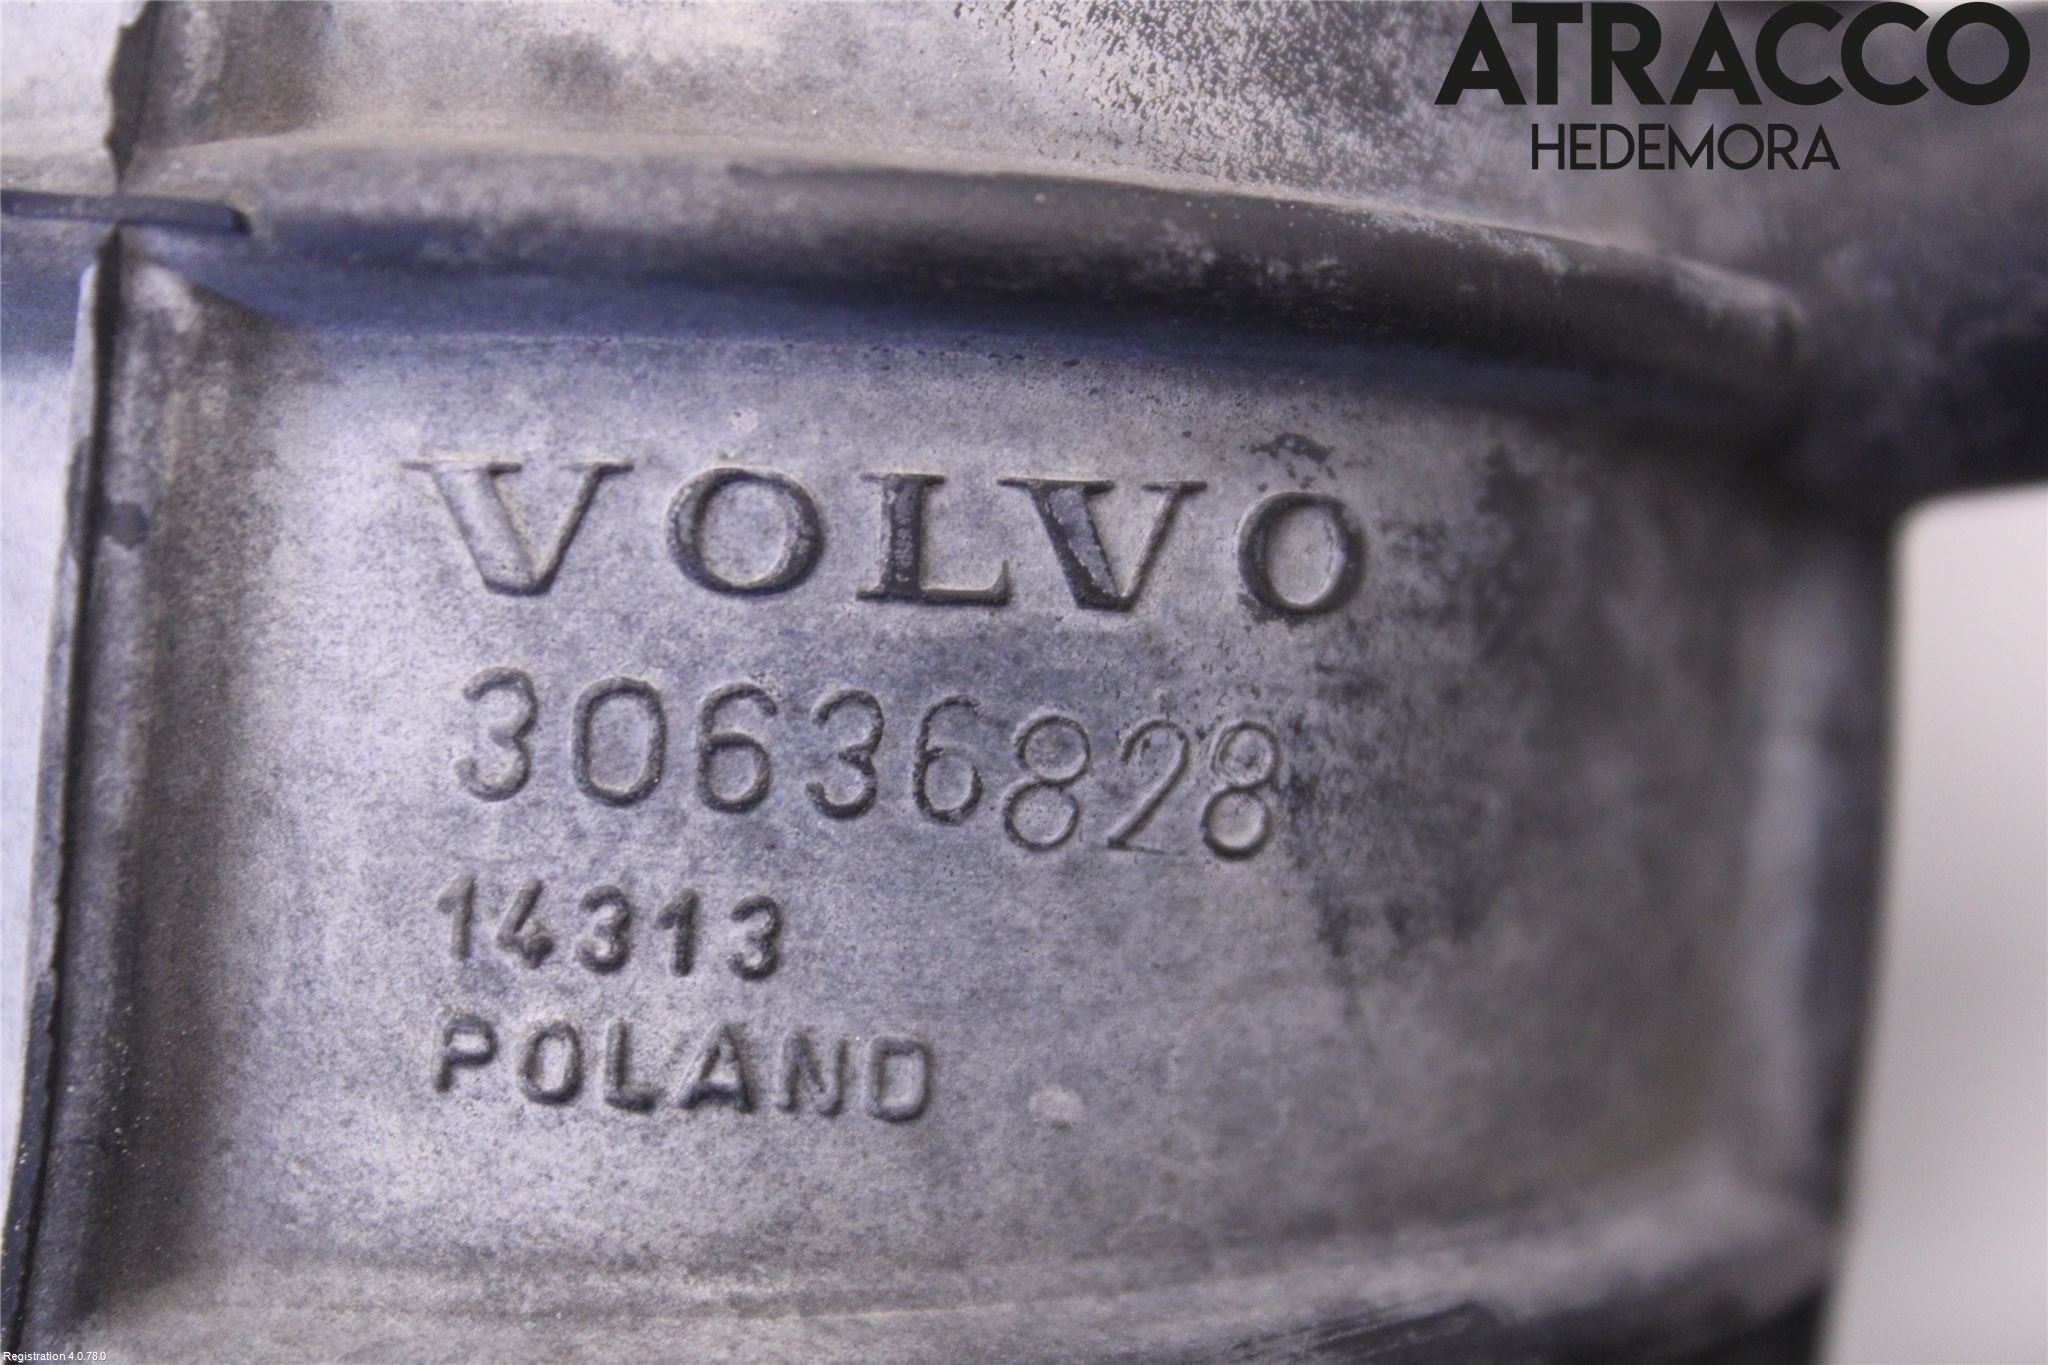 ATRACCO
HEDEMORA
VOLVO
30636828
14313
POLAND
Registration 4.0.78.0